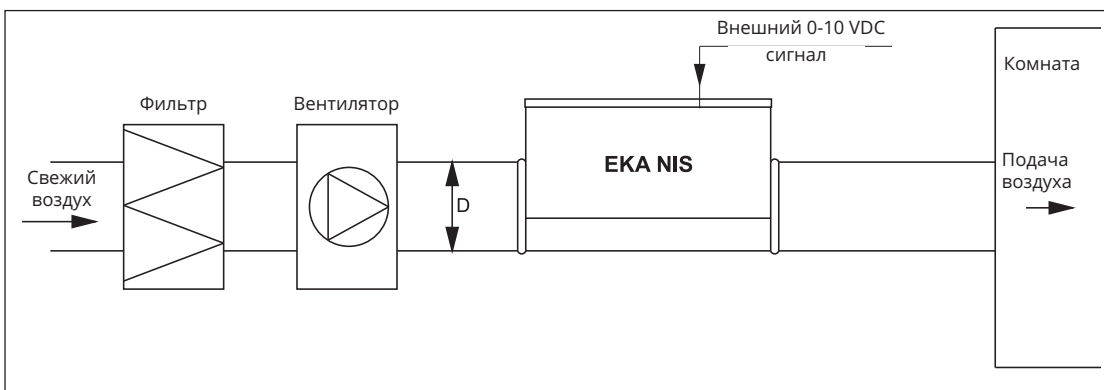 Внешний 0-10 VDC
сигнал
Комната
Фильтр
Вентилятор
EKA NIS
Подача
воздуха
Свежий
воздух
D